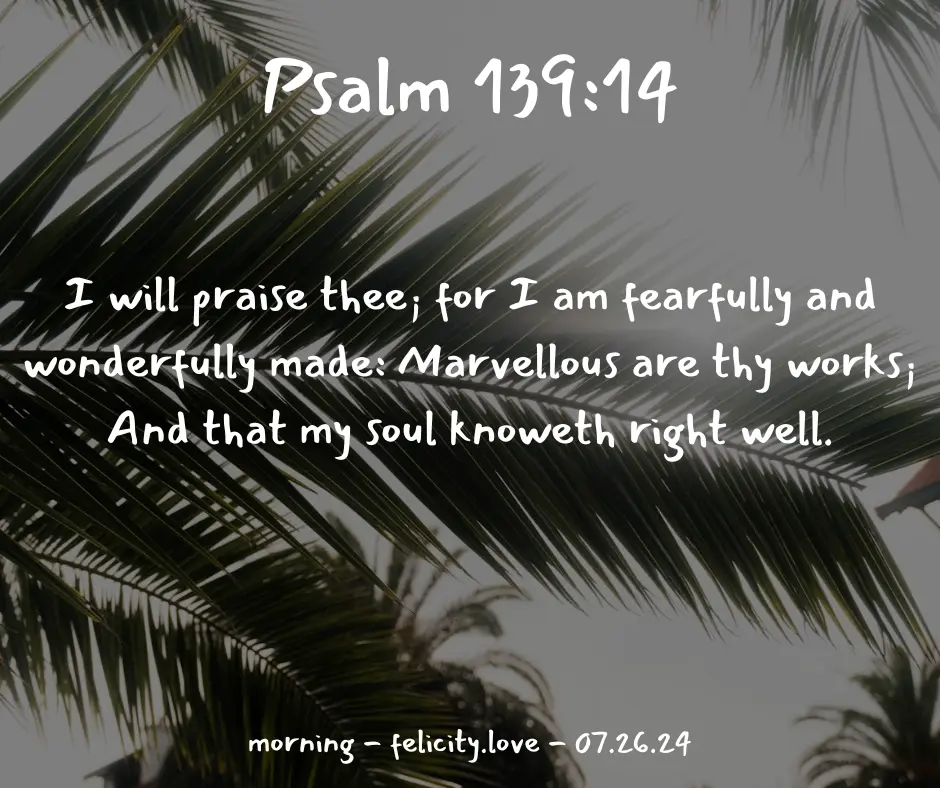 Psalm 139:14
I will praise thee; for I am fearfully and
wonderfully made: Marvellous are thy works;
And that my soul knoweth right well.
morning - felicity.love - 07.26.24